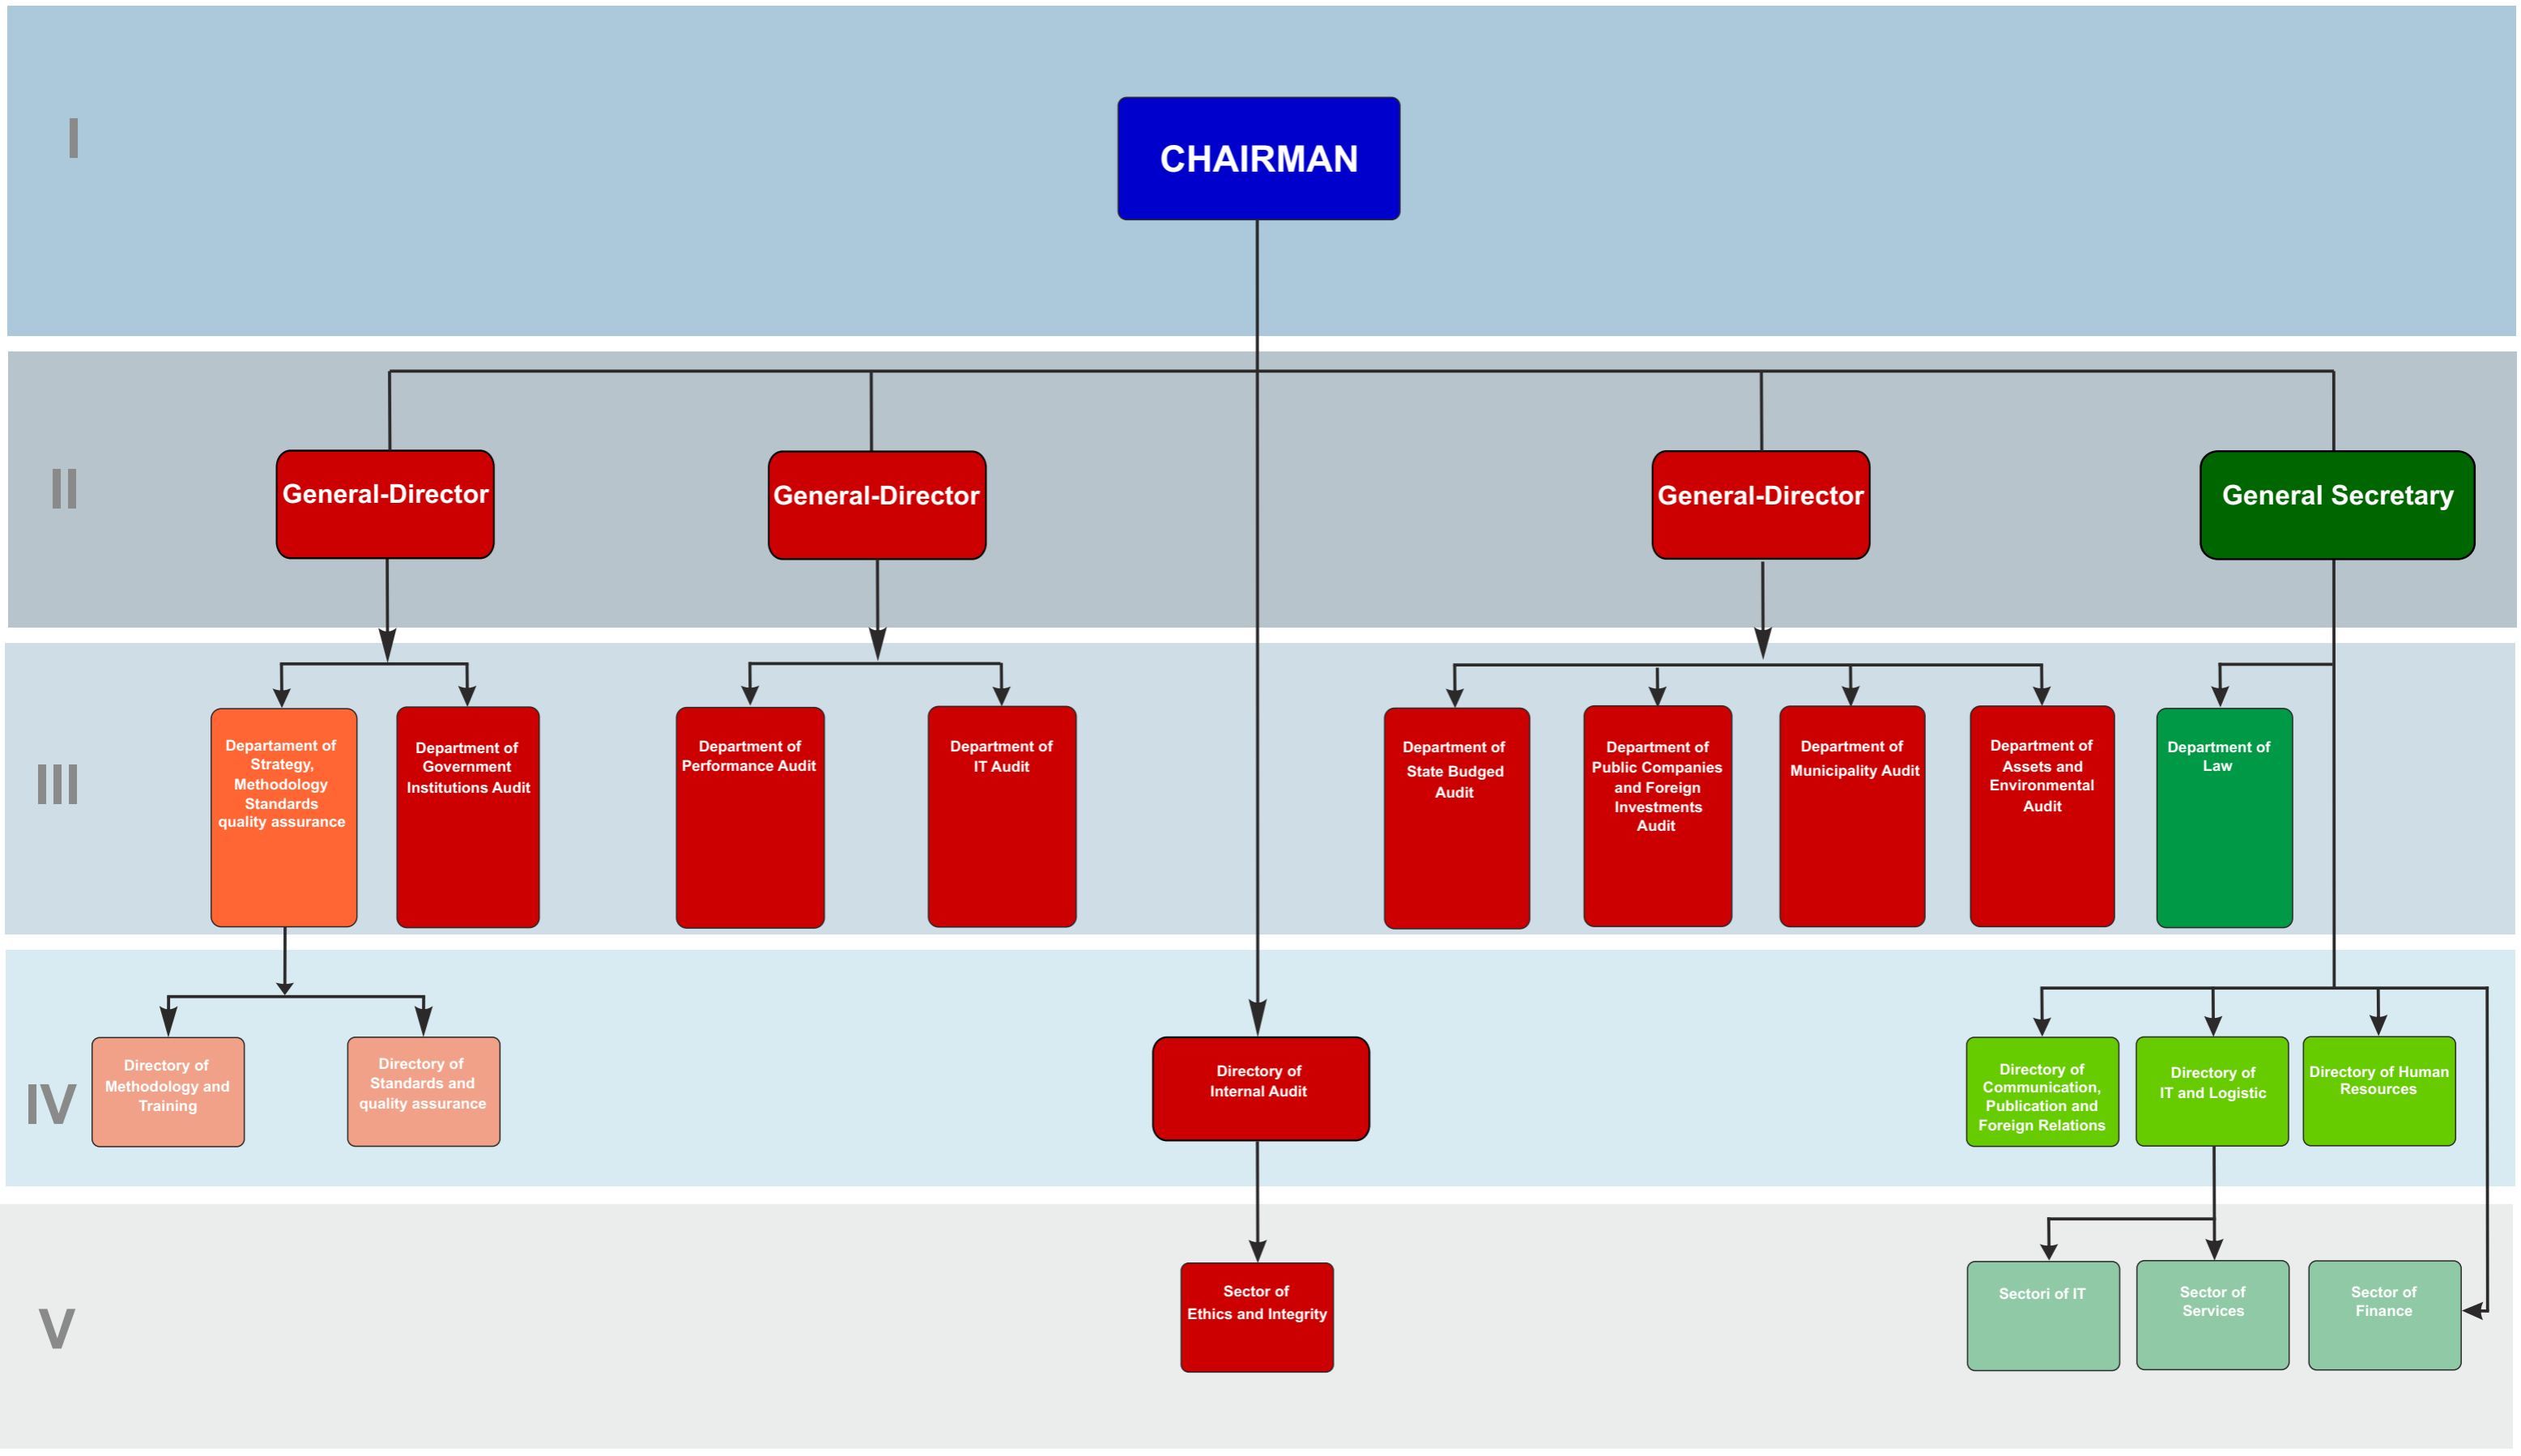 I
CHAIRMAN
II
General-Director
General-Director
General-Director
General Secretary
III
Departament of
Strategy,
Methodology
Standards
quality assurance
Department of
Government
Institutions Audit
Department of
Performance Audit
Department of
IT Audit
Department of
State Budged
Audit
Department of
Public Companies
and Foreign
Investments
Audit
Department of
Municipality Audit
Department of
Assets and
Environmental
Audit
Department of
Law
IV
Directory of
Methodology and
Training
Directory of
Standards and
quality assurance
Directory of
Internal Audit
Directory of
Communication,
Publication and
Foreign Relations
Directory of
IT and Logistic
Directory of Human
Resources
V
Sector of
Ethics and Integrity
Sectori of IT
Sector of
Services
Sector of
Finance